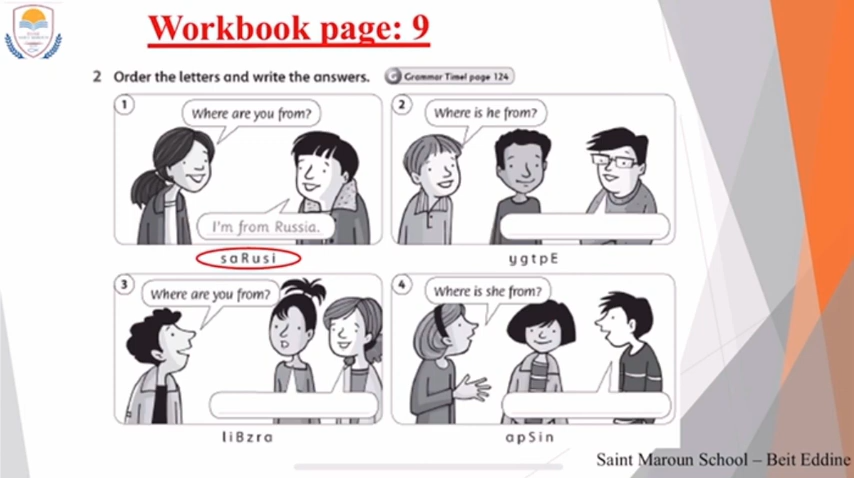 Workbook page: 9
2 Order the letters and write the answers. G Grammar Time! page 124
1
Where are you from?
I'm from Russia.
saRusi
2
Where is he from?
ygtpE
3
Where are you from?
liBzra
4
Where is she from?
apSin
Saint Maroun School – Beit Eddine